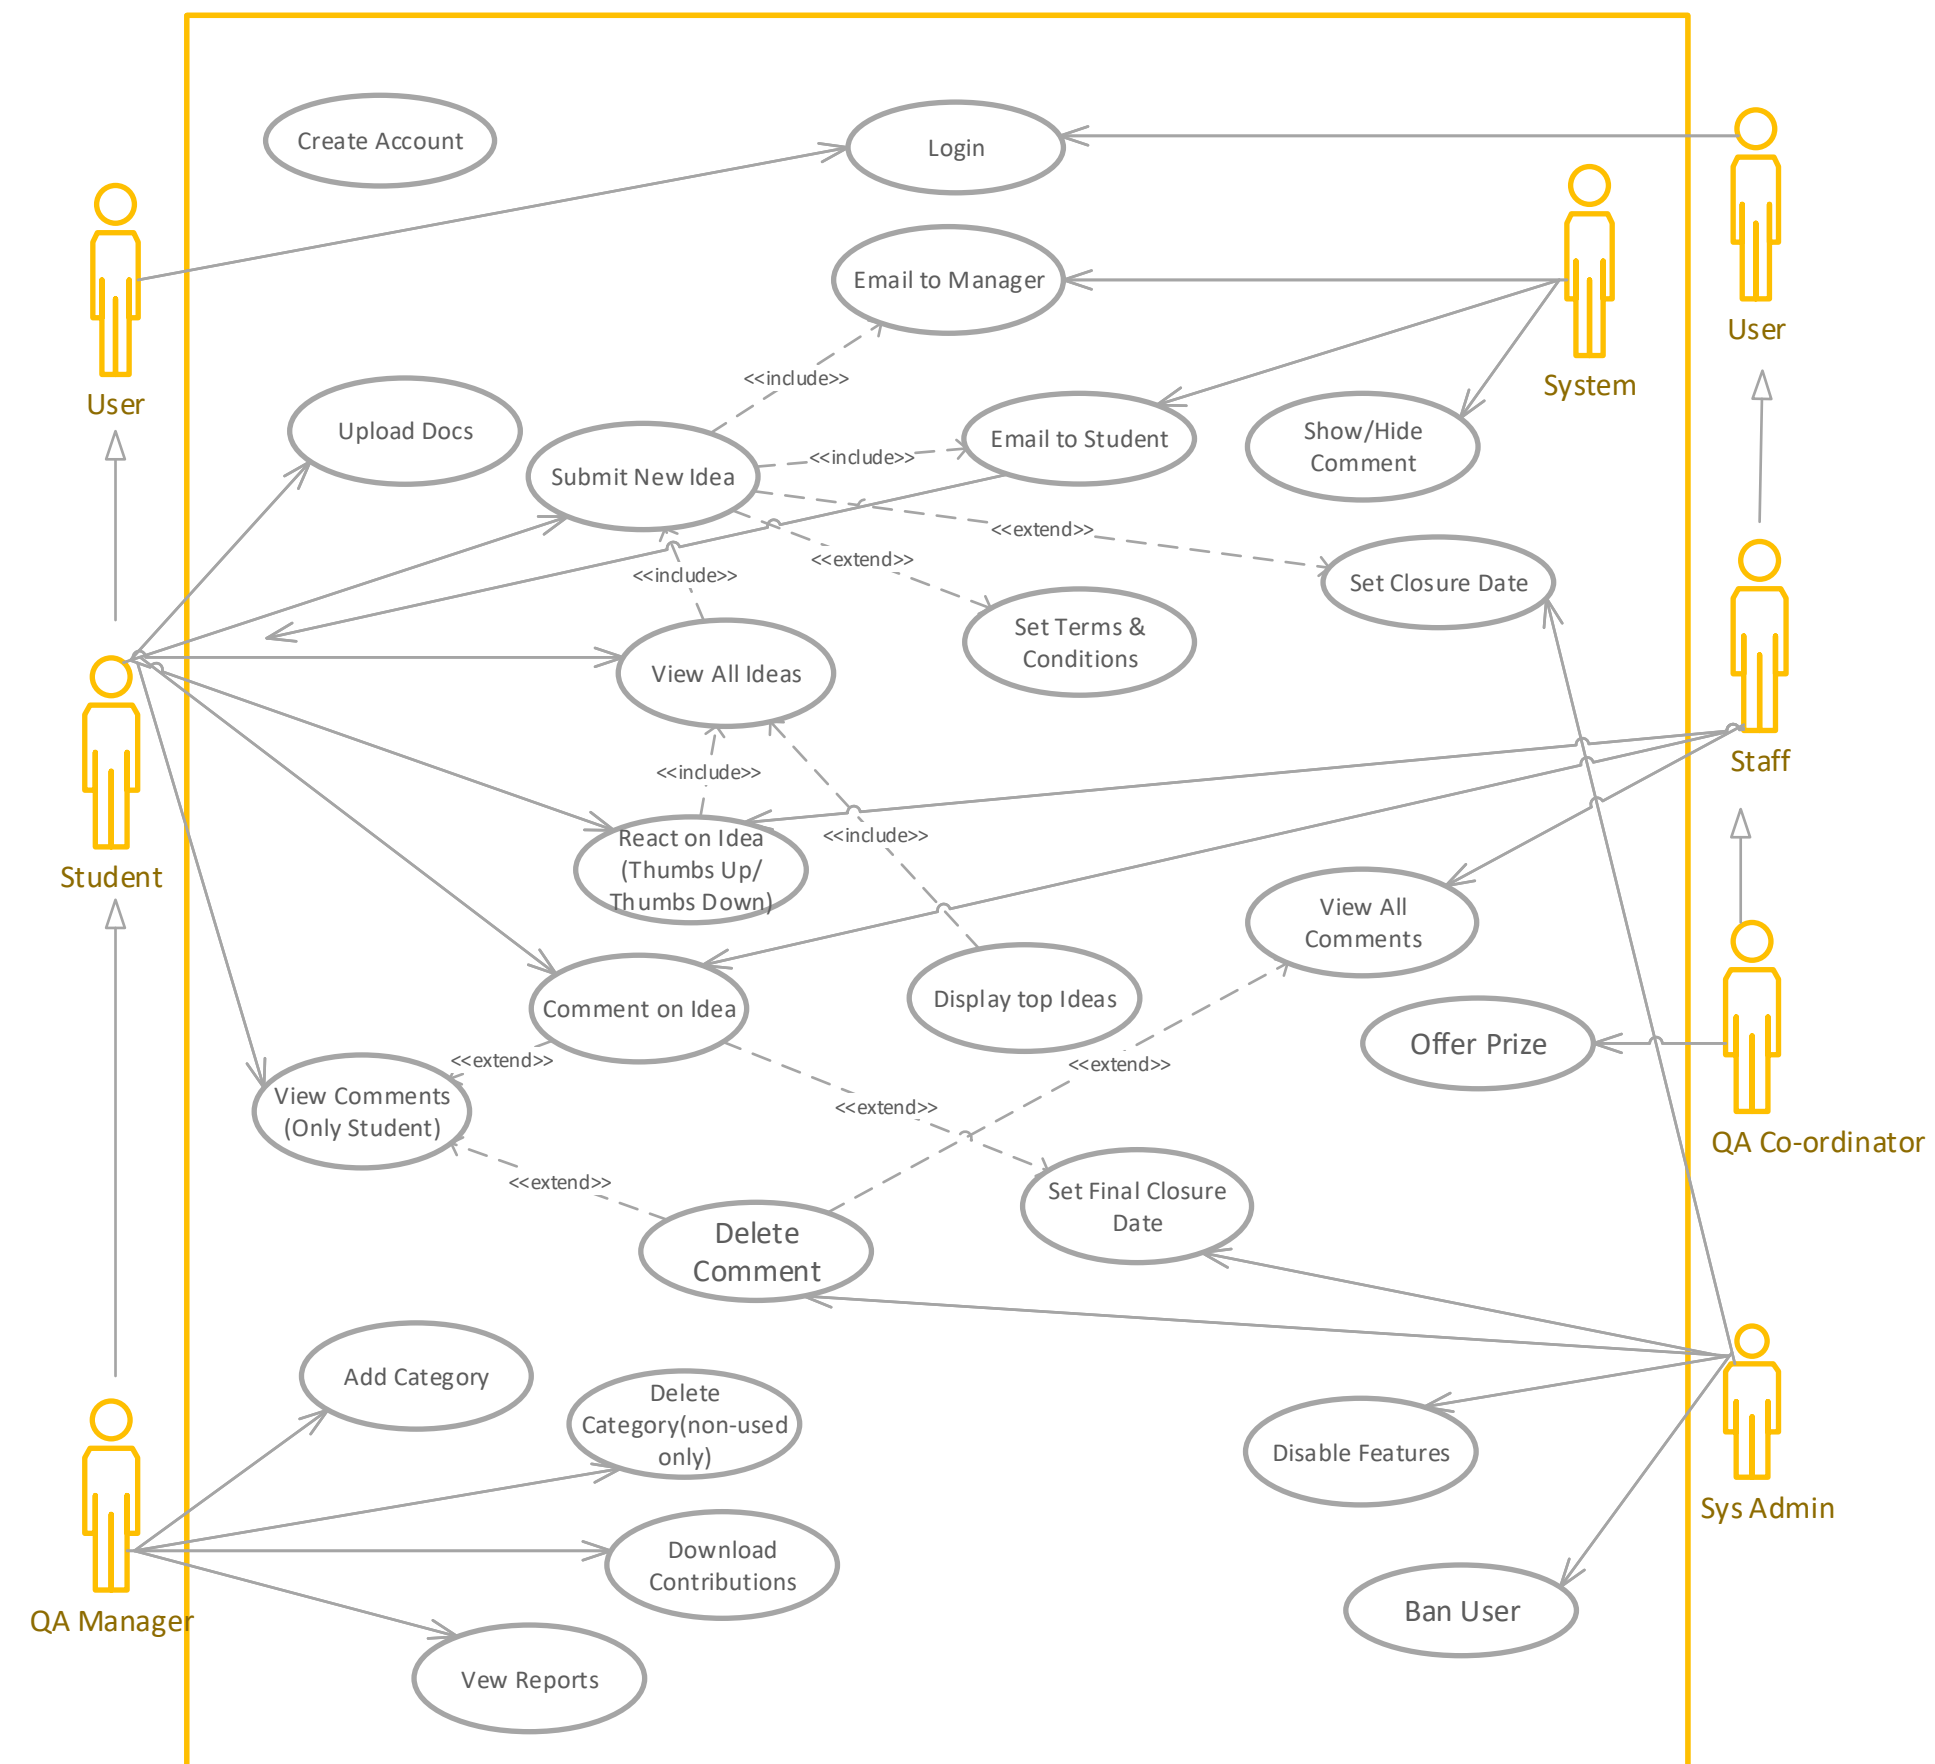 Create Account
Login
Email to Manager
User
<<include>>
System
User
Upload Docs
Submit New Idea
<<include>>
Email to Student
Show/Hide
Comment
<<extend>>
<<extend>>
<<include>>
Set Closure Date
Set Terms &
Conditions
View All Ideas
Staff
<<include>>
<<include>>
React on Idea
(Thumbs Up/
Thumbs Down)
Student
View All
Comments
Display top Ideas
Comment on Idea
Offer Prize
<<extend>>
<<extend>>
View Comments
(Only Student)
<<extend>>
QA Co-ordinator
<<extend>>
Set Final Closure
Date
Delete
Comment
Add Category
Delete
Category(non-used
only)
Disable Features
Sys Admin
Download
Contributions
QA Manager
Ban User
Vew Reports